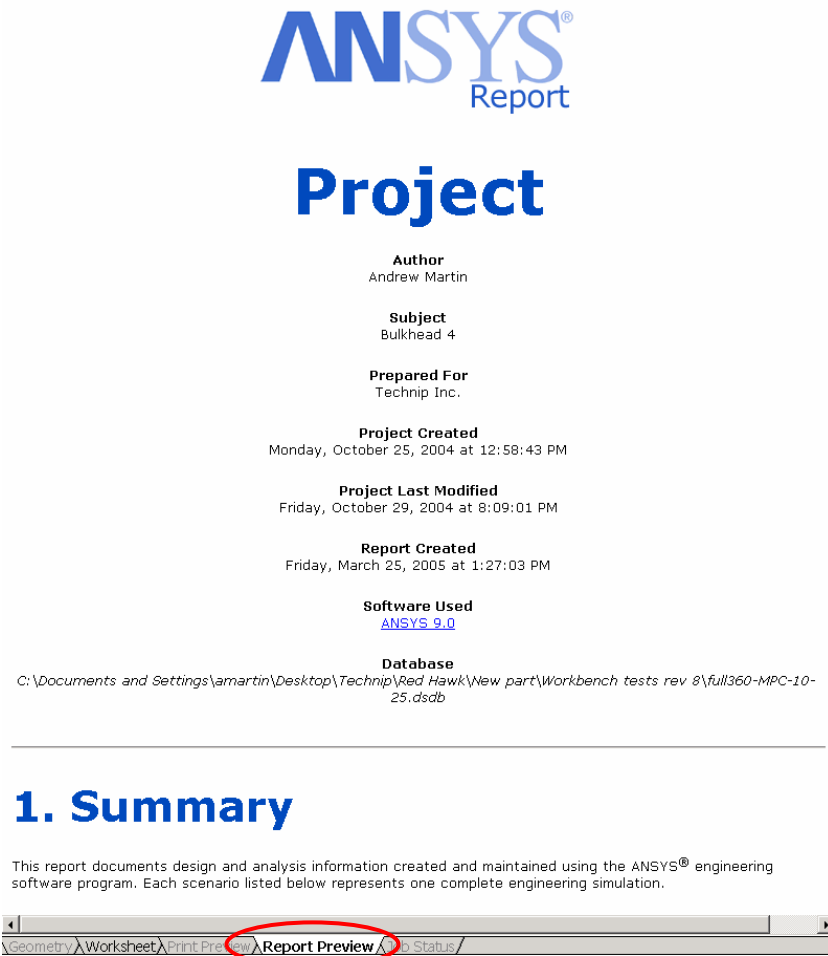 ANSYS®
Report
Project
Author
Andrew Martin
Subject
Bulkhead 4
Prepared For
Technip Inc.
Project Created
Monday, October 25, 2004 at 12:58:43 PM
Project Last Modified
Friday, October 29, 2004 at 8:09:01 PM
Report Created
Friday, March 25, 2005 at 1:27:03 PM
Software Used
ANSYS 9.0
Database
C:\Documents and Settings\amartin\Desktop\Technip\Red Hawk\New part\Workbench tests rev 8\full360-MPC-10-
25.dsdb
1. Summary
This report documents design and analysis information created and maintained using the ANSYS® engineering
software program. Each scenario listed below represents one complete engineering simulation.
Geometry Worksheet Print Preview Report Preview Job Status